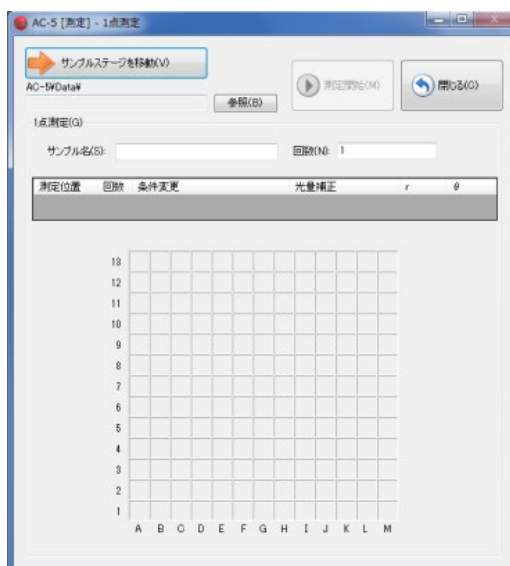 AC-5 [測定] - 1点測定
サンプルステージを移動(V)
AC-5¥Data¥
参照(B)
測定開始(M)
閉じる(C)
1点測定(G)
サンプル名(S):
回数(N): 1
測定位置 回数 条件変更 光量補正 r θ
13
12
11
10
9
8
7
6
5
4
3
2
1
A B C D E F G H I J K L M